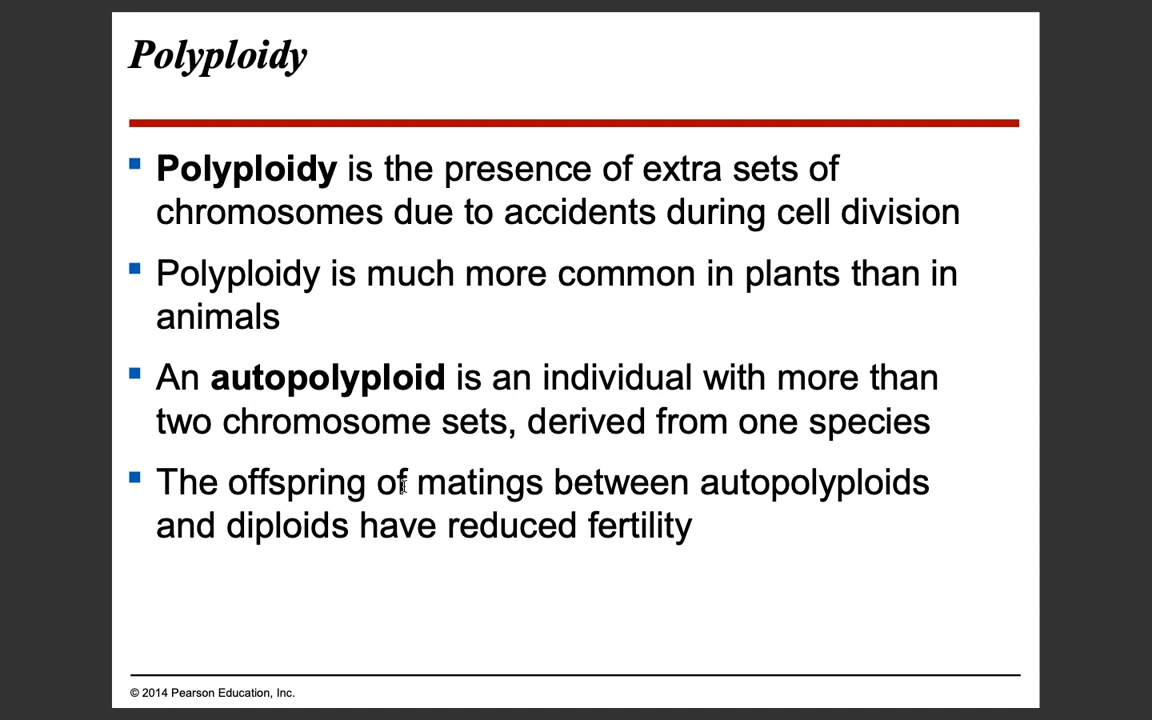 Polyploidy
Polyploidy is the presence of extra sets of
chromosomes due to accidents during cell division
Polyploidy is much more common in plants than in
animals
An autopolyploid is an individual with more than
two chromosome sets, derived from one species
The offspring of matings between autopolyploids
and diploids have reduced fertility
© 2014 Pearson Education, Inc.